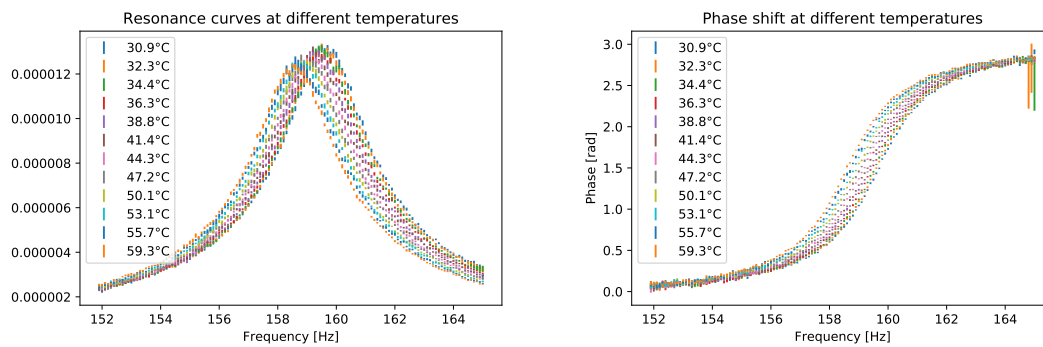 Resonance curves at different temperatures
0.000012
0.000010
0.000008
0.000006
0.000004
0.000002
30.9°C
32.3°C
34.4°C
36.3°C
38.8°C
41.4°C
44.3°C
47.2°C
50.1°C
53.1°C
55.7°C
59.3°C
152 154 156 158 160 162 164
Frequency [Hz]
Phase shift at different temperatures
Phase [rad]
3.0
2.5
2.0
1.5
1.0
0.5
0.0
30.9°C
32.3°C
34.4°C
36.3°C
38.8°C
41.4°C
44.3°C
47.2°C
50.1°C
53.1°C
55.7°C
59.3°C
152 154 156 158 160 162 164
Frequency [Hz]